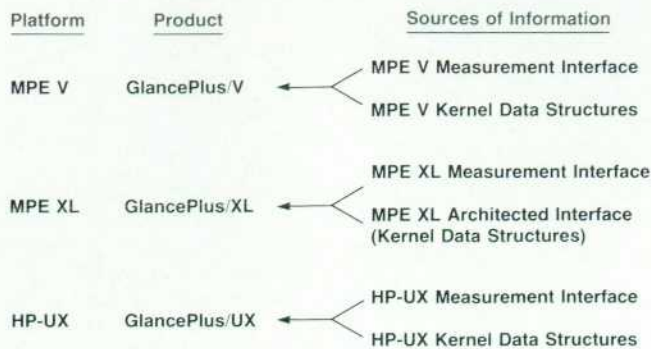 Platform Product Sources of Information
MPE V Measurement Interface
MPE V GlancePlus/V
MPE V Kernel Data Structures
MPE XL Measurement Interface
MPE XL GlancePlus/XL
MPE XL Architected Interface
(Kernel Data Structures)
HP-UX Measurement Interface
HP-UX GlancePlus/UX
HP-UX Kernel Data Structures